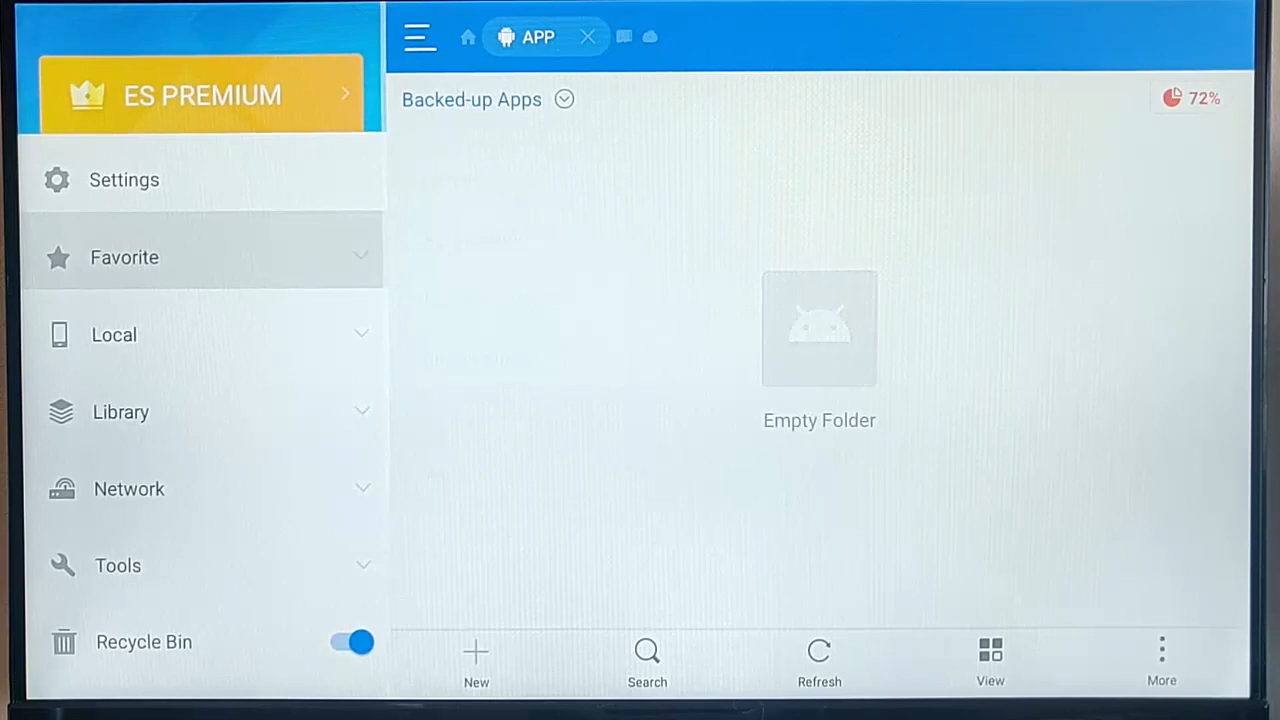 ES PREMIUM
Settings
Favorite
Local
Library
Network
Tools
Recycle Bin
APP
Backed-up Apps
72%
Empty Folder
New
Search
Refresh
View
More